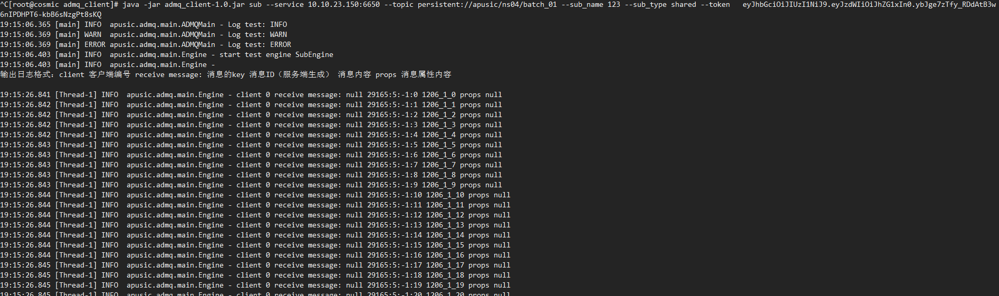 ^C[root@cosmic admq_client]# java -jar admq_client-1.0.jar sub --service 10.10.23.150:6650 --topic persistent://apusic/ns04/batch_01 --sub_name 123 --sub_type shared --token   eyJhbGciOiJIUzI1NiJ9.eyJzdWIiOiJhZG1xIn0.ybJge7zTfy_RDdAtB3w
6nIPDHPT6-kbB6sNzgPt8sKQ
19:15:06.365 [main] INFO  apusic.admq.main.ADMQMain - Log test: INFO
19:15:06.369 [main] WARN  apusic.admq.main.ADMQMain - Log test: WARN
19:15:06.369 [main] ERROR apusic.admq.main.ADMQMain - Log test: ERROR
19:15:06.403 [main] INFO  apusic.admq.main.Engine - start test engine SubEngine
19:15:06.403 [main] INFO  apusic.admq.main.Engine -
输出日志格式：client 客户端编号 receive message: 消息的key 消息ID（服务端生成） 消息内容 props 消息属性内容
19:15:26.841 [Thread-1] INFO  apusic.admq.main.Engine - client 0 receive message: null 29165:5:-1:0 1206_1_0 props null
19:15:26.842 [Thread-1] INFO  apusic.admq.main.Engine - client 0 receive message: null 29165:5:-1:1 1206_1_1 props null
19:15:26.842 [Thread-1] INFO  apusic.admq.main.Engine - client 0 receive message: null 29165:5:-1:2 1206_1_2 props null
19:15:26.842 [Thread-1] INFO  apusic.admq.main.Engine - client 0 receive message: null 29165:5:-1:3 1206_1_3 props null
19:15:26.842 [Thread-1] INFO  apusic.admq.main.Engine - client 0 receive message: null 29165:5:-1:4 1206_1_4 props null
19:15:26.843 [Thread-1] INFO  apusic.admq.main.Engine - client 0 receive message: null 29165:5:-1:5 1206_1_5 props null
19:15:26.843 [Thread-1] INFO  apusic.admq.main.Engine - client 0 receive message: null 29165:5:-1:6 1206_1_6 props null
19:15:26.843 [Thread-1] INFO  apusic.admq.main.Engine - client 0 receive message: null 29165:5:-1:7 1206_1_7 props null
19:15:26.843 [Thread-1] INFO  apusic.admq.main.Engine - client 0 receive message: null 29165:5:-1:8 1206_1_8 props null
19:15:26.843 [Thread-1] INFO  apusic.admq.main.Engine - client 0 receive message: null 29165:5:-1:9 1206_1_9 props null
19:15:26.844 [Thread-1] INFO  apusic.admq.main.Engine - client 0 receive message: null 29165:5:-1:10 1206_1_10 props null
19:15:26.844 [Thread-1] INFO  apusic.admq.main.Engine - client 0 receive message: null 29165:5:-1:11 1206_1_11 props null
19:15:26.844 [Thread-1] INFO  apusic.admq.main.Engine - client 0 receive message: null 29165:5:-1:12 1206_1_12 props null
19:15:26.844 [Thread-1] INFO  apusic.admq.main.Engine - client 0 receive message: null 29165:5:-1:13 1206_1_13 props null
19:15:26.844 [Thread-1] INFO  apusic.admq.main.Engine - client 0 receive message: null 29165:5:-1:14 1206_1_14 props null
19:15:26.844 [Thread-1] INFO  apusic.admq.main.Engine - client 0 receive message: null 29165:5:-1:15 1206_1_15 props null
19:15:26.844 [Thread-1] INFO  apusic.admq.main.Engine - client 0 receive message: null 29165:5:-1:16 1206_1_16 props null
19:15:26.845 [Thread-1] INFO  apusic.admq.main.Engine - client 0 receive message: null 29165:5:-1:17 1206_1_17 props null
19:15:26.845 [Thread-1] INFO  apusic.admq.main.Engine - client 0 receive message: null 29165:5:-1:18 1206_1_18 props null
19:15:26.845 [Thread-1] INFO  apusic.admq.main.Engine - client 0 receive message: null 29165:5:-1:19 1206_1_19 props null
19:15:26.845 [Thread-1] INFO  apusic.admq.main.Engine - client 0 receive message: null 29165:5:-1:20 1206_1_20 props null